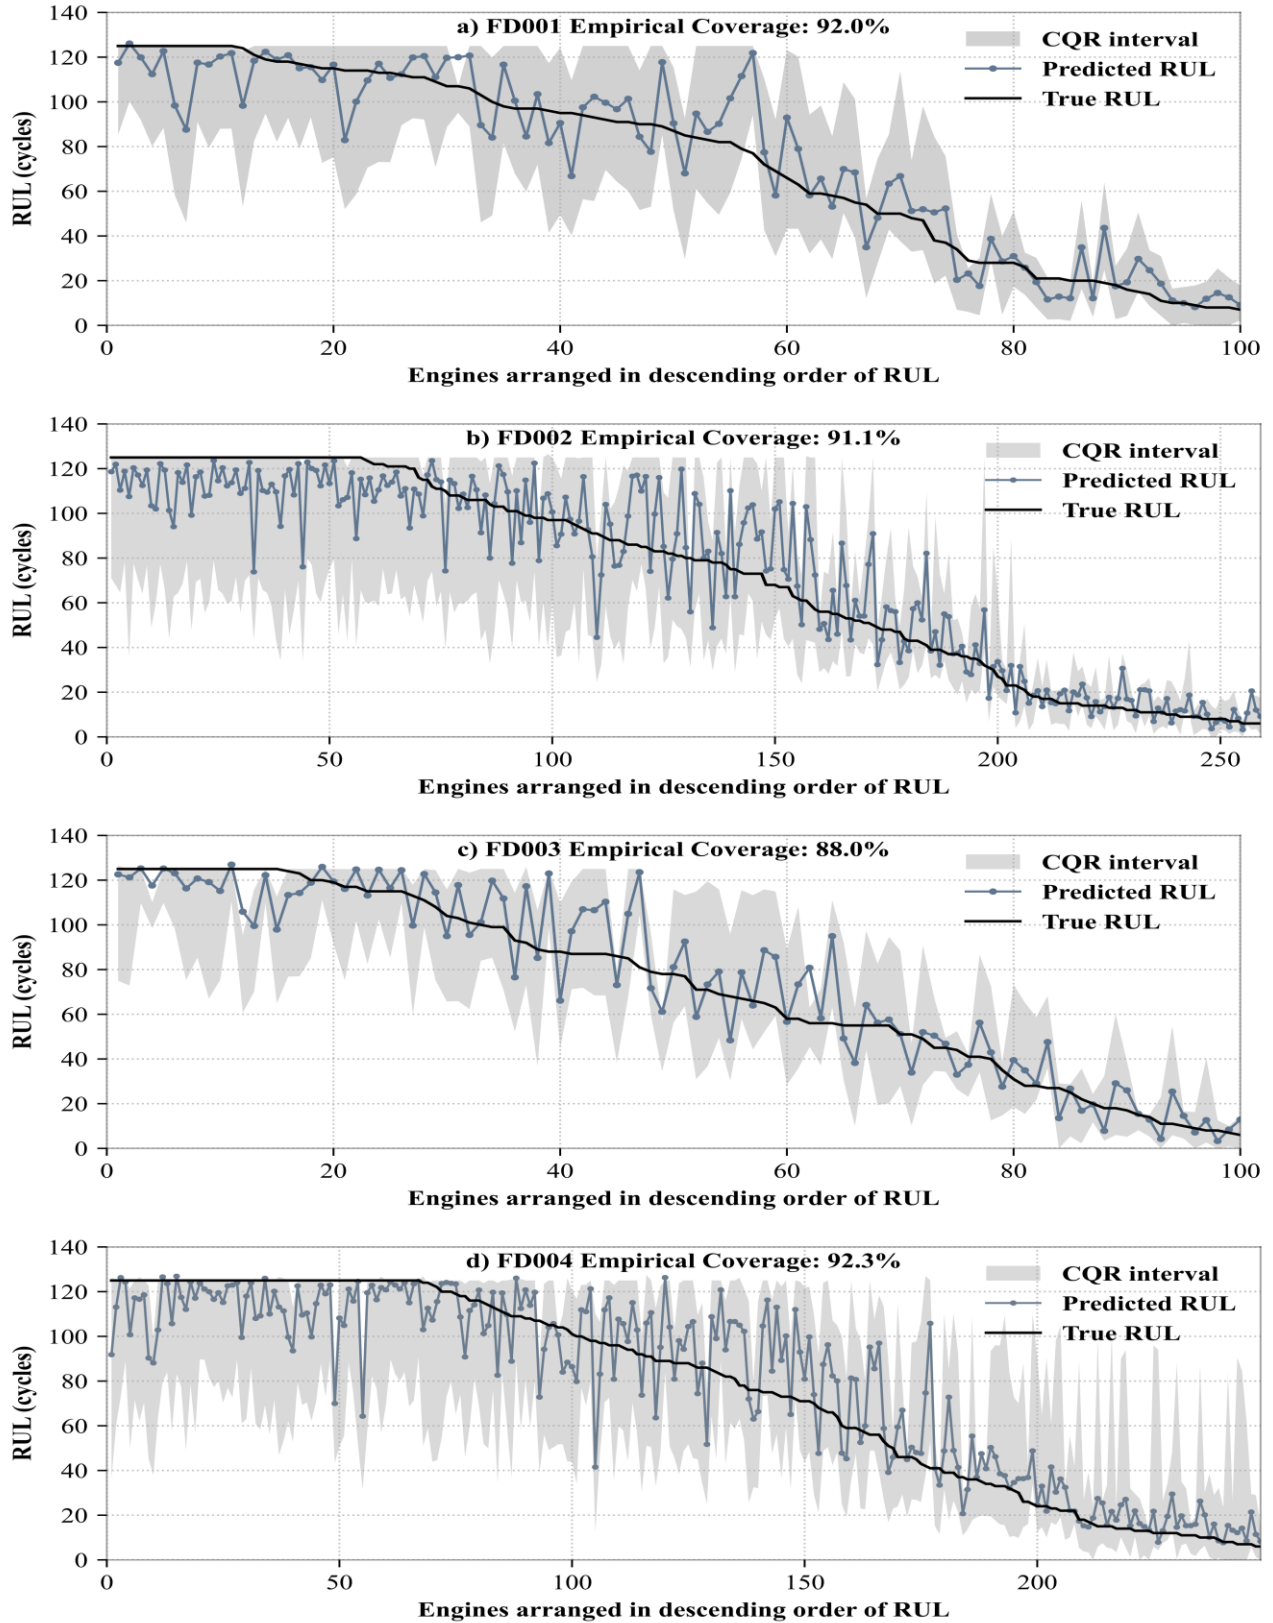 a) FD001 Empirical Coverage: 92.0%
CQR interval
Predicted RUL
True RUL
RUL (cycles)
140
120
100
80
60
40
20
0
0 20 40 60 80 100
Engines arranged in descending order of RUL
b) FD002 Empirical Coverage: 91.1%
CQR interval
Predicted RUL
True RUL
RUL (cycles)
140
120
100
80
60
40
20
0
0 50 100 150 200 250
Engines arranged in descending order of RUL
c) FD003 Empirical Coverage: 88.0%
CQR interval
Predicted RUL
True RUL
RUL (cycles)
140
120
100
80
60
40
20
0
0 20 40 60 80 100
Engines arranged in descending order of RUL
d) FD004 Empirical Coverage: 92.3%
CQR interval
Predicted RUL
True RUL
RUL (cycles)
140
120
100
80
60
40
20
0
0 50 100 150 200
Engines arranged in descending order of RUL